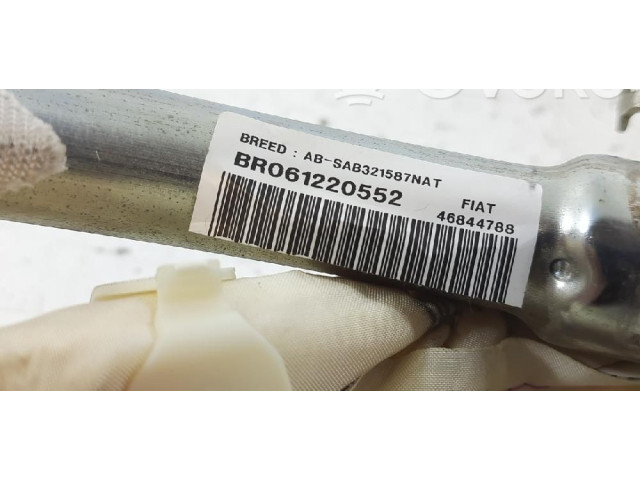 BREED : AB-SAB321587NAT
BR061220552
FIAT
46844788